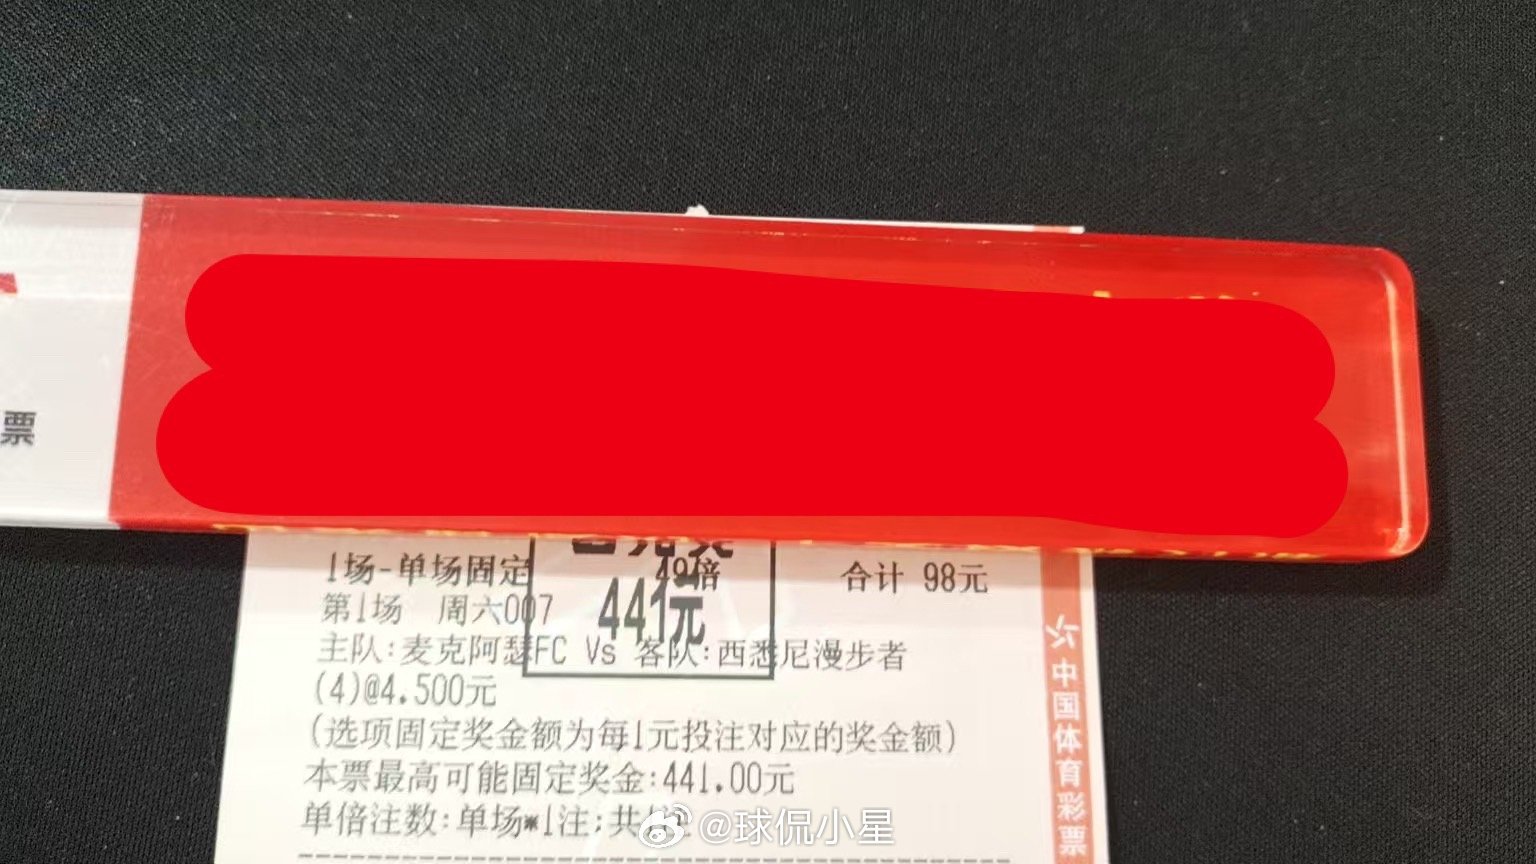 票
1场-单场固定 49倍 合计 98元
441元
第1场 周六007
主队:麦克阿瑟FC Vs 客队:西悉尼漫步者
(4)@4.500元
(选项固定奖金额为每1元投注对应的奖金额)
本票最高可能固定奖金:441.00元
单倍注数:单场*1注;共
@球侃小星
中国体育彩票